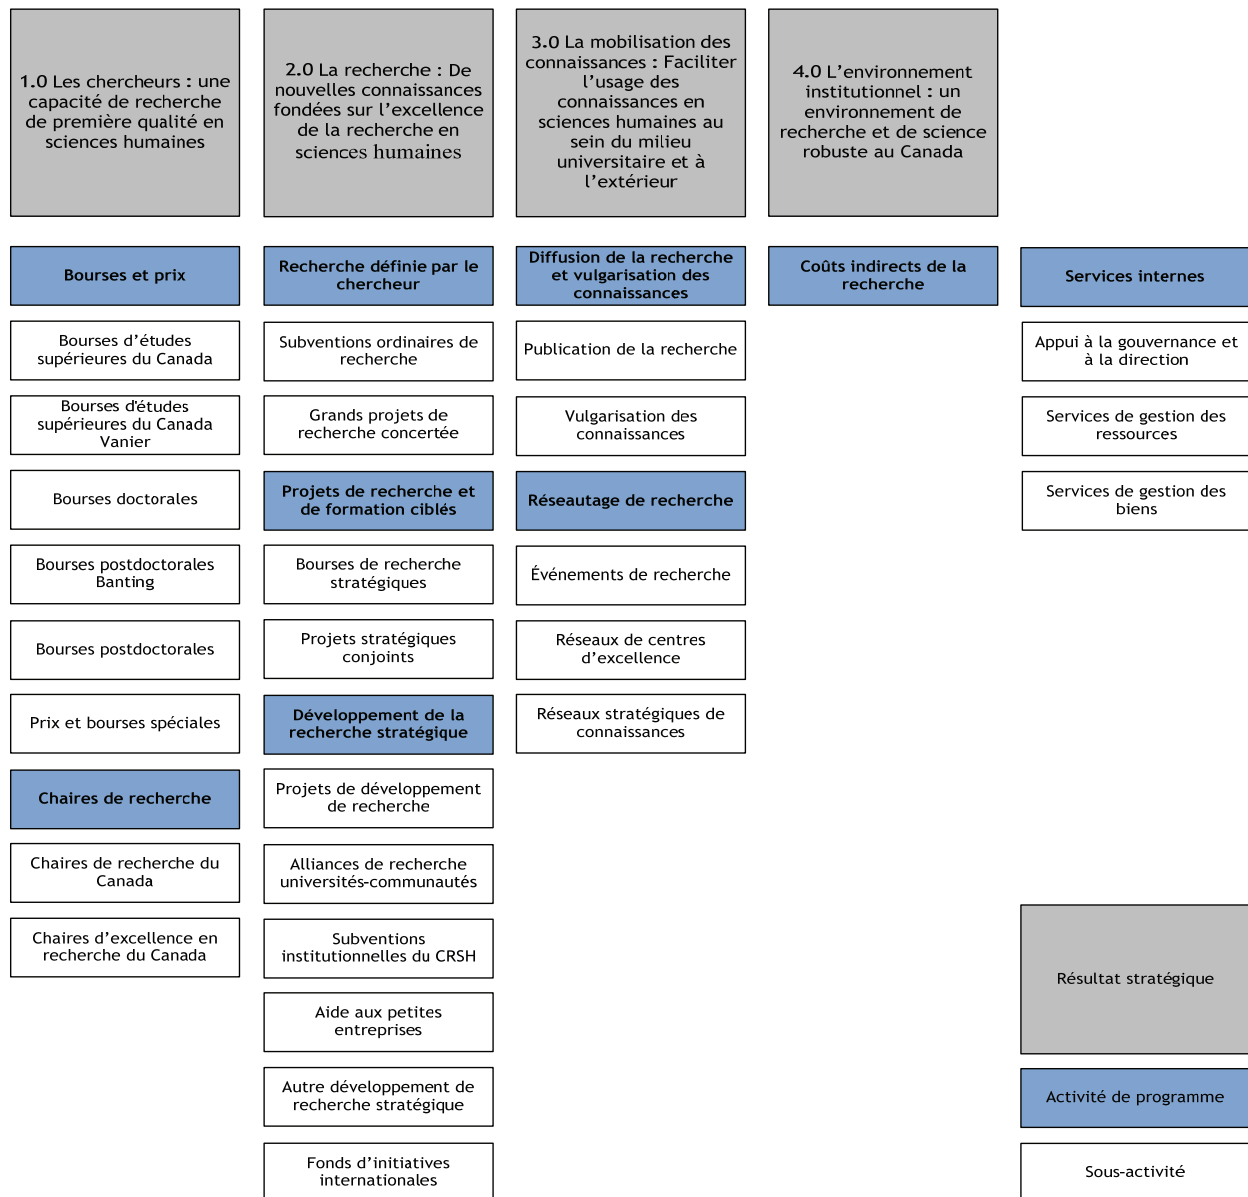 1.0 Les chercheurs : une
capacité de recherche
de première qualité en
sciences humaines
2.0 La recherche : De
nouvelles connaissances
fondées sur l’excellence
de la recherche en
sciences humaines
3.0 La mobilisation des
connaissances : Faciliter
l’usage des
connaissances en
sciences humaines au
sein du milieu
universitaire et à
l’extérieur
4.0 L’environnement
institutionnel : un
environnement de
recherche et de science
robuste au Canada
Bourses et prix
Bourses d’études
supérieures du Canada
Bourses d'études
supérieures du Canada
Vanier
Bourses doctorales
Bourses postdoctorales
Banting
Bourses postdoctorales
Prix et bourses spéciales
Chaires de recherche
Chaires de recherche du
Canada
Chaires d’excellence en
recherche du Canada
Recherche définie par le
chercheur
Subventions ordinaires de
recherche
Grands projets de
recherche concertée
Projets de recherche et
de formation ciblés
Bourses de recherche
stratégiques
Projets stratégiques
conjoints
Développement de la
recherche stratégique
Projets de développement
de recherche
Alliances de recherche
universités-communautés
Subventions
institutionnelles du CRSH
Aide aux petites
entreprises
Autre développement de
recherche stratégique
Fonds d’initiatives
internationales
Diffusion de la recherche
et vulgarisation des
connaissances
Publication de la recherche
Vulgarisation des
connaissances
Réseautage de recherche
Événements de recherche
Réseaux de centres
d’excellence
Réseaux stratégiques de
connaissances
Coûts indirects de la
recherche
Services internes
Appui à la gouvernance et
à la direction
Services de gestion des
ressources
Services de gestion des
biens
Résultat stratégique
Activité de programme
Sous-activité